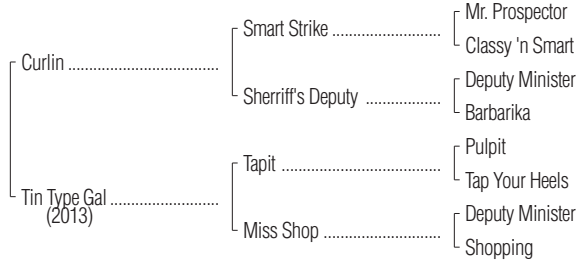 Mr. Prospector
Smart Strike ........................
Classy 'n Smart
Curlin .................................
Deputy Minister
Sherriff's Deputy .................
Barbarika
Pulpit
Tapit ...................................
Tap Your Heels
Tin Type Gal ........................
(2013)
Deputy Minister
Miss Shop ..........................
Shopping